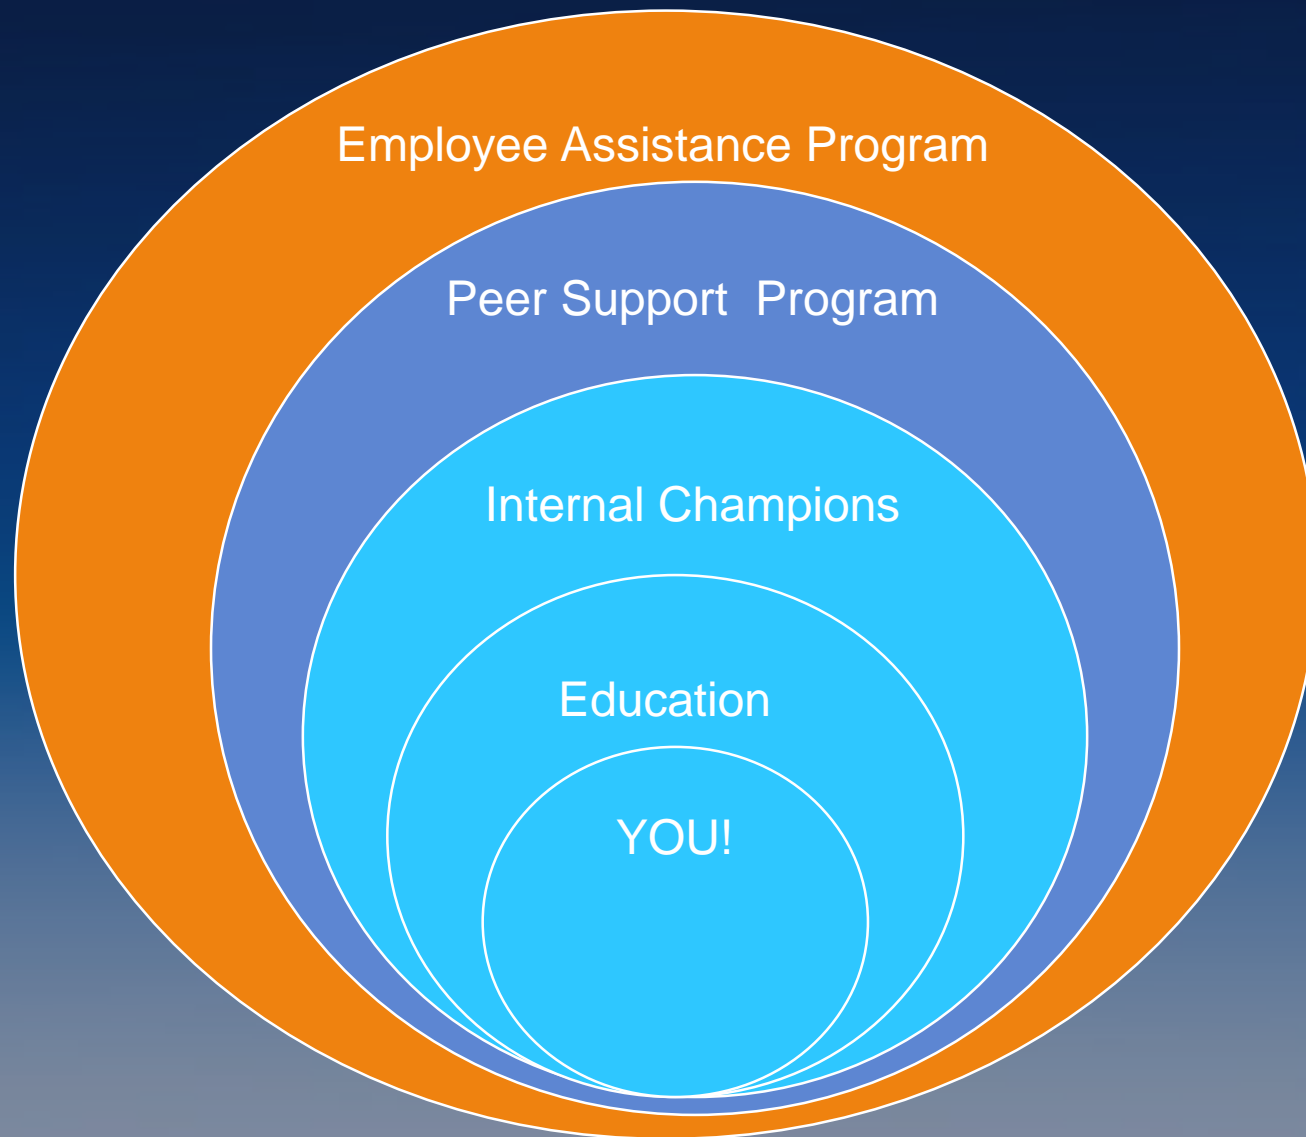 Employee Assistance Program
Peer Support  Program
Internal Champions
Education
YOU!